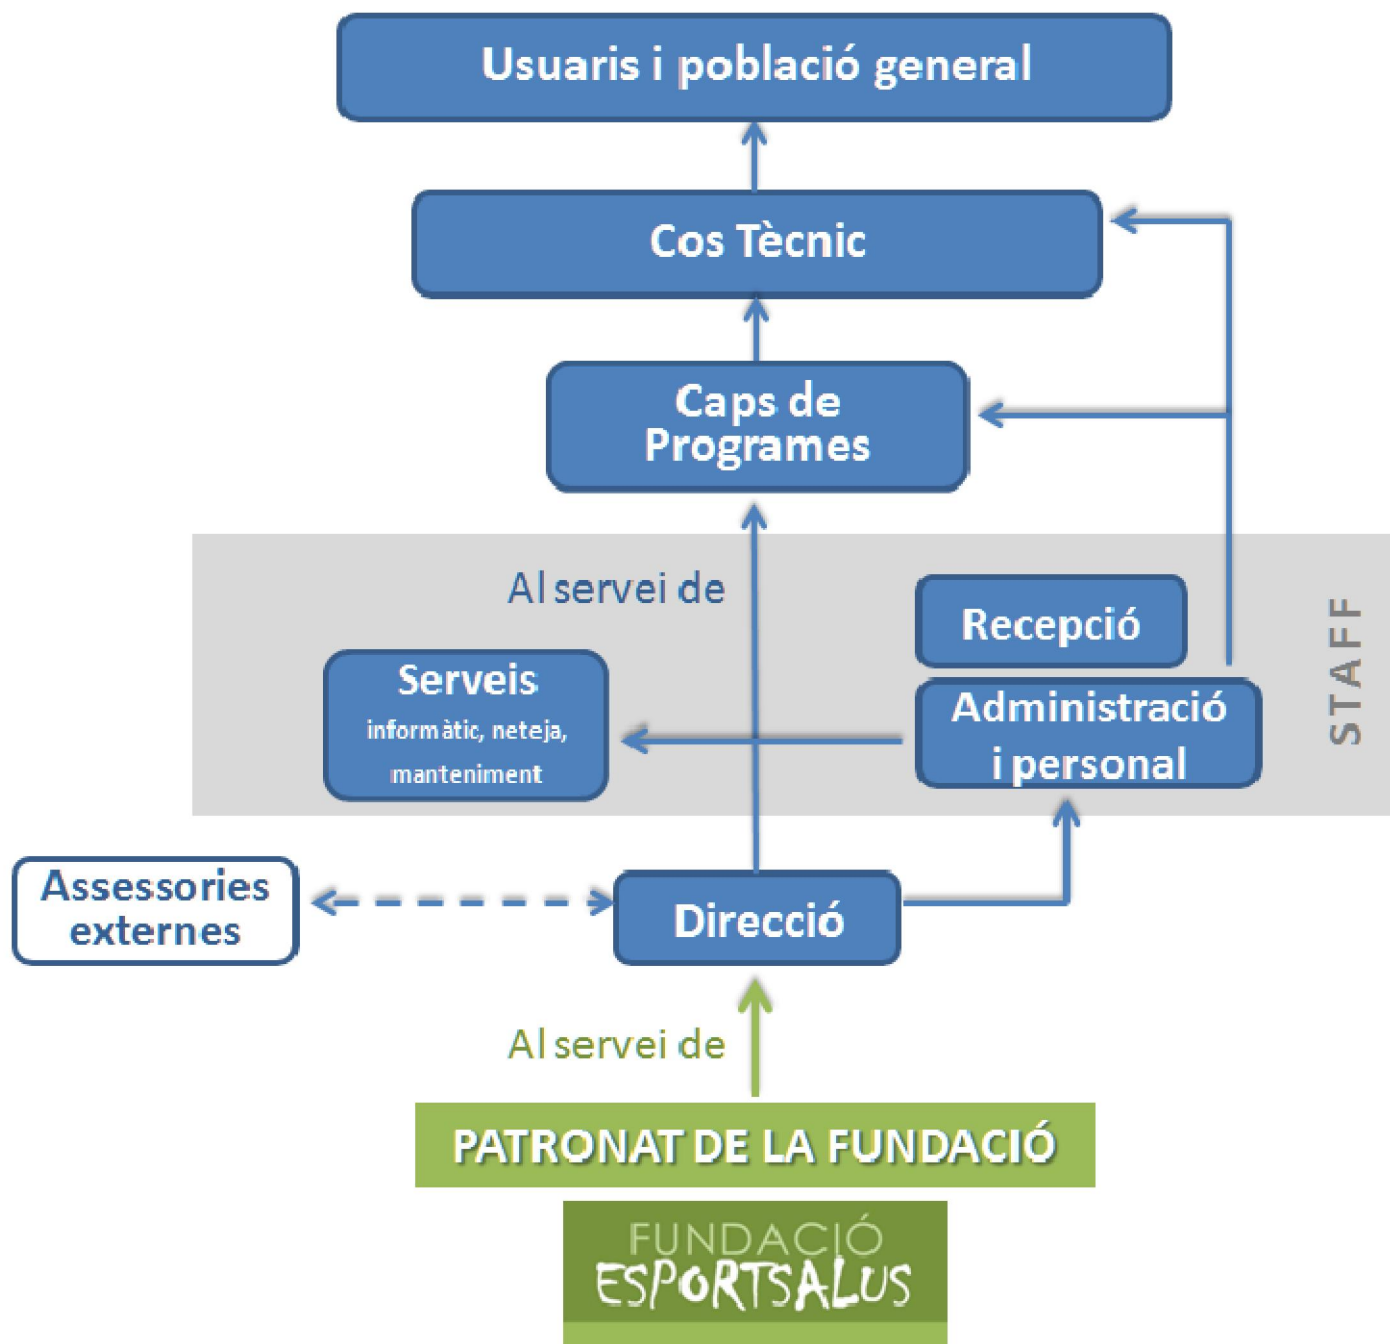 Usuaris i població general
Cos Tècnic
Caps de
Programes
Al servei de
Recepció
STAFF
Serveis
informàtic, neteja,
manteniment
Administració
i personal
Assessories
externes
Direcció
Al servei de
PATRONAT DE LA FUNDACIÓ
FUNDACIÓ
ESPORTSALUS